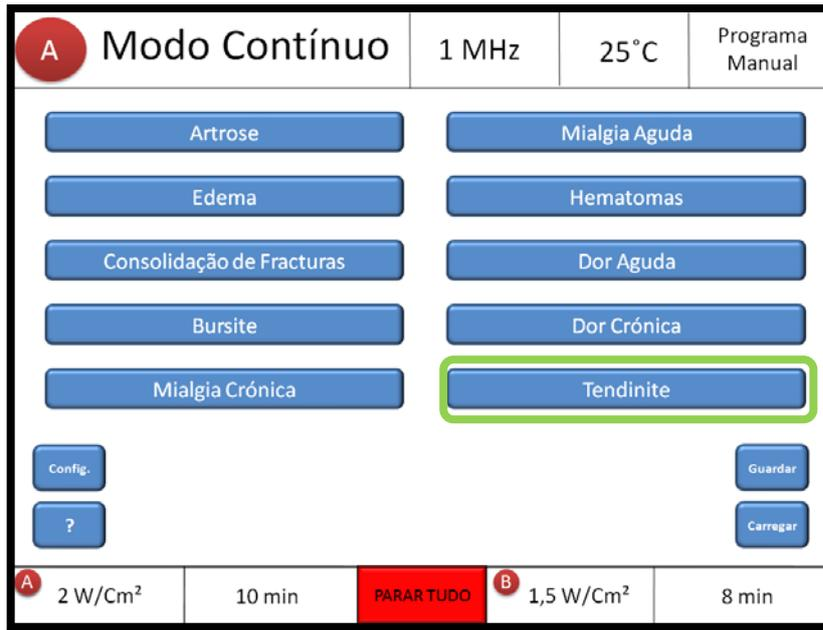 A Modo Contínuo 1 MHz 25°C Programa
Manual
Artrose Mialgia Aguda
Edema Hematomas
Consolidação de Fracturas Dor Aguda
Bursite Dor Crónica
Mialgia Crónica Tendinite
Config. Guardar
? Carregar
A 2 W/Cm² 10 min PARAR TUDO B 1,5 W/Cm² 8 min